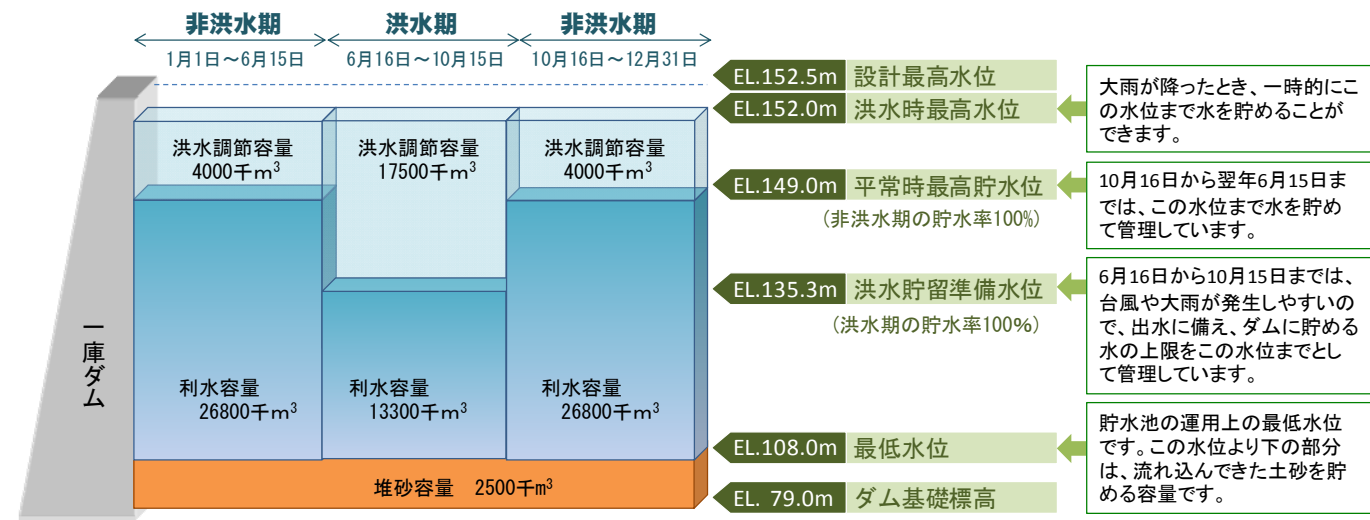 非洪水期
洪水期
非洪水期
1月1日～6月15日
6月16日～10月15日
10月16日～12月31日
洪水調節容量
4000千m³
洪水調節容量
17500千m³
洪水調節容量
4000千m³
利水容量
26800千m³
利水容量
13300千m³
利水容量
26800千m³
堆砂容量 2500千m³
一庫ダム
EL.152.5m 設計最高水位
EL.152.0m 洪水時最高水位
EL.149.0m 平常時最高貯水位
(非洪水期の貯水率100%)
EL.135.3m 洪水貯留準備水位
(洪水期の貯水率100%)
EL.108.0m 最低水位
EL. 79.0m ダム基礎標高
大雨が降ったとき、一時的にこ
の水位まで水を貯めることが
できます。
10月16日から翌年6月15日ま
では、この水位まで水を貯め
て管理しています。
6月16日から10月15日までは、
台風や大雨が発生しやすいの
で、出水に備え、ダムに貯める
水の上限をこの水位までとし
て管理しています。
貯水池の運用上の最低水位
です。この水位より下の部分
は、流れ込んできた土砂を貯
める容量です。